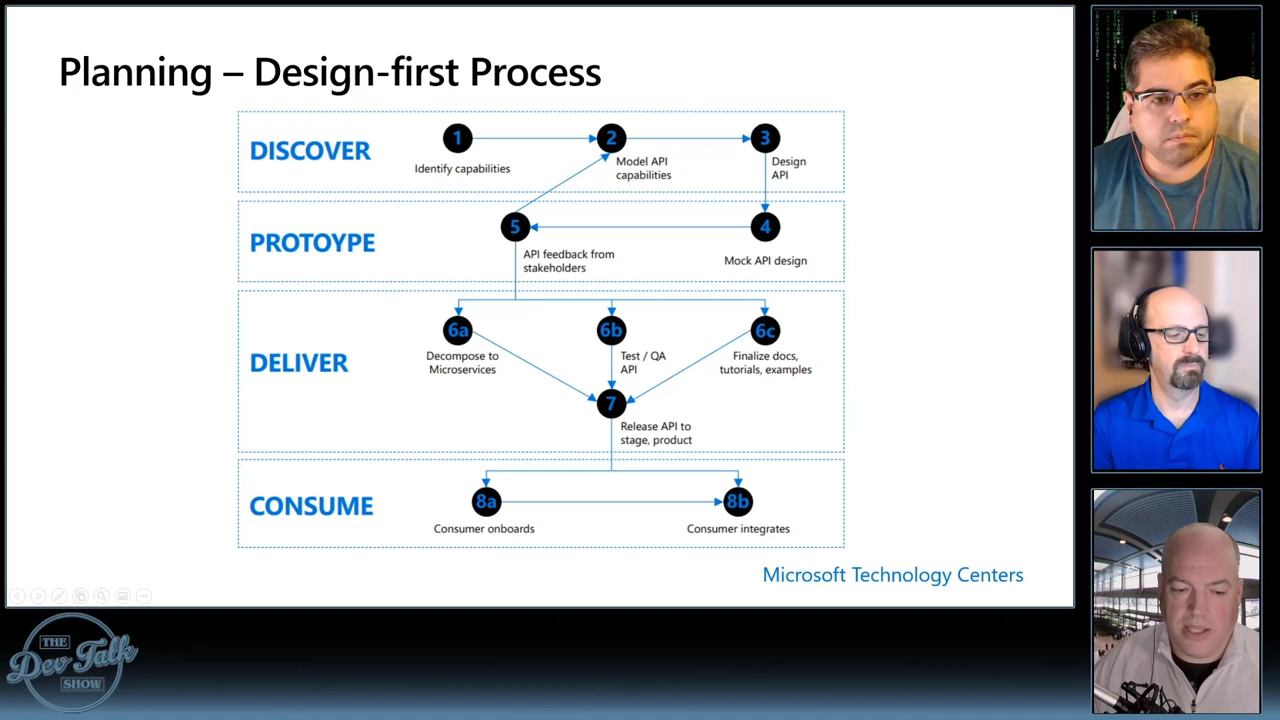 Planning – Design-first Process
DISCOVER
1
2
3
Identify capabilities
Model API
capabilities
Design
API
PROTOYPE
5
4
API feedback from
stakeholders
Mock API design
DELIVER
6a
6b
6c
Decompose to
Microservices
Test / QA
API
Finalize docs,
tutorials, examples
7
Release API to
stage, product
CONSUME
8a
8b
Consumer onboards
Consumer integrates
Microsoft Technology Centers
THE
Dev Talk
SHOW